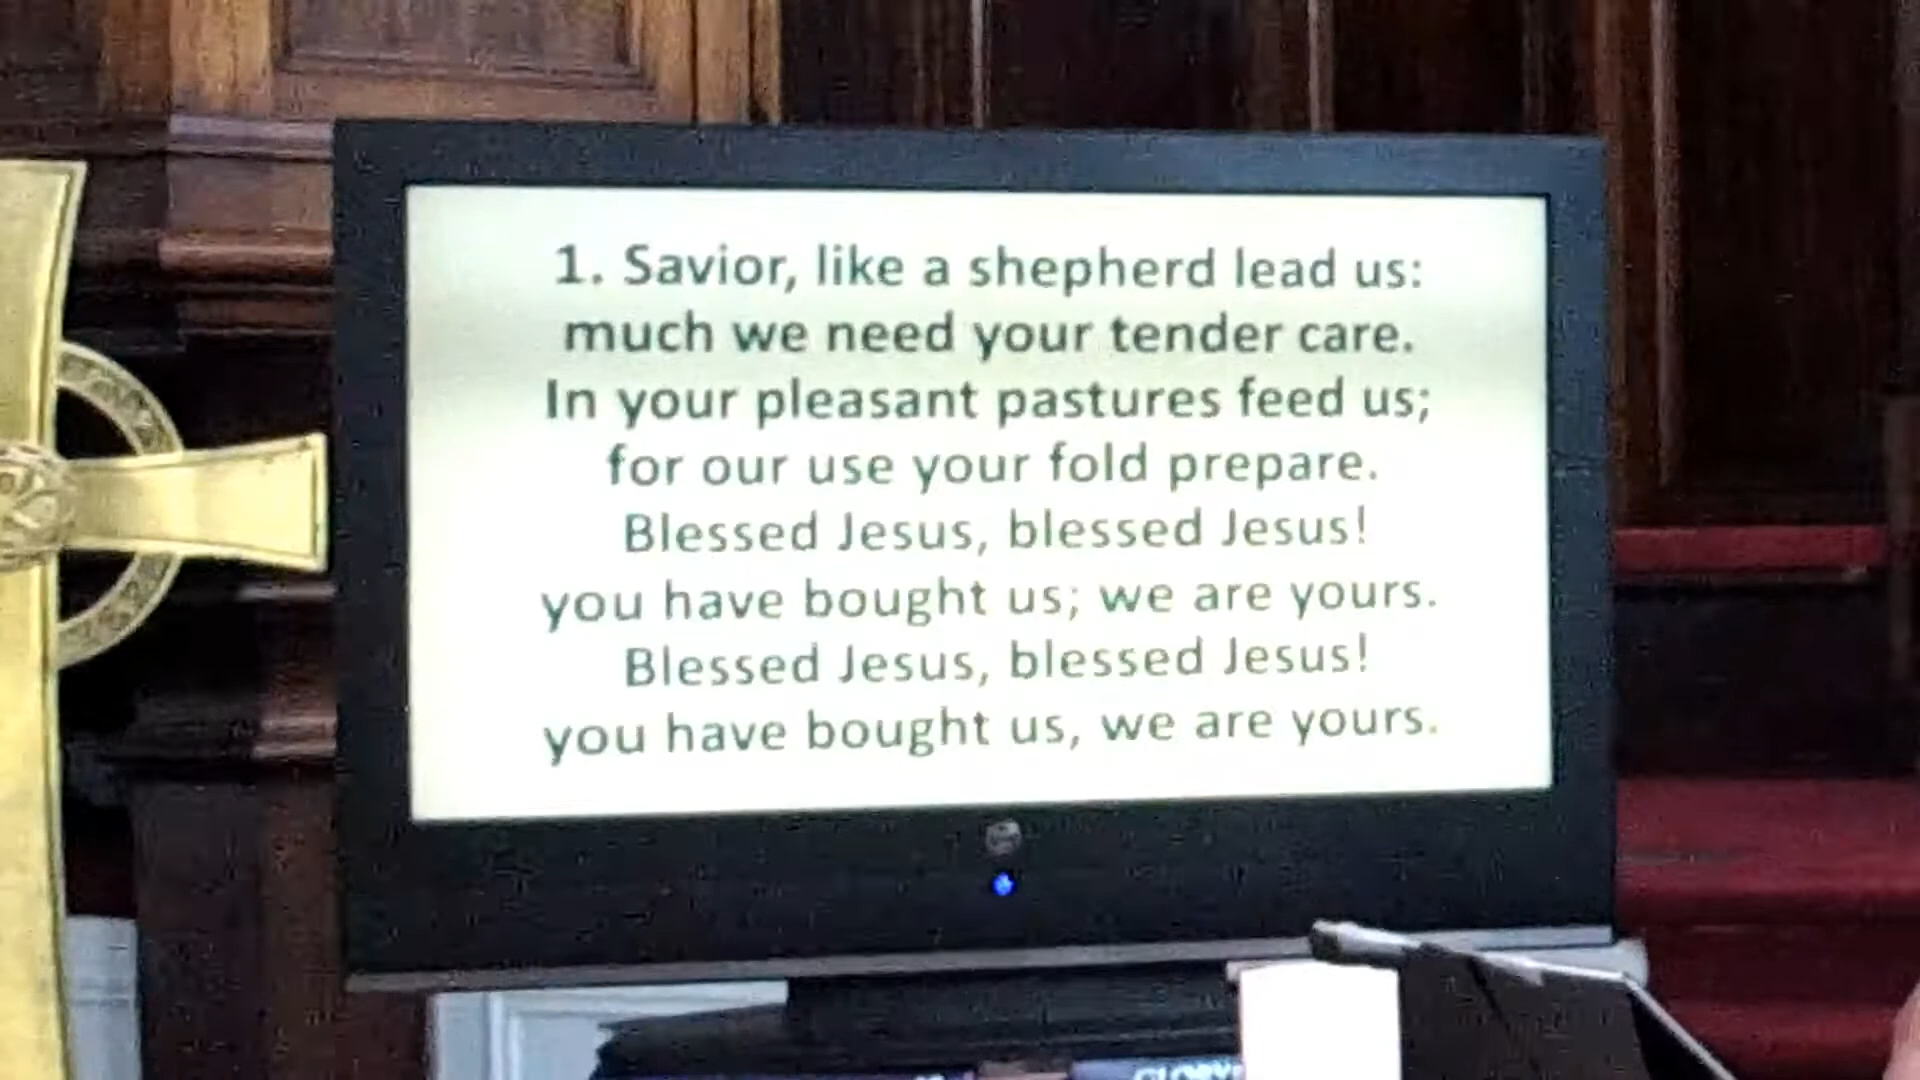 1. Savior, like a shepherd lead us:
much we need your tender care.
In your pleasant pastures feed us;
for our use your fold prepare.
Blessed Jesus, blessed Jesus!
you have bought us; we are yours.
Blessed Jesus, blessed Jesus!
you have bought us, we are yours.